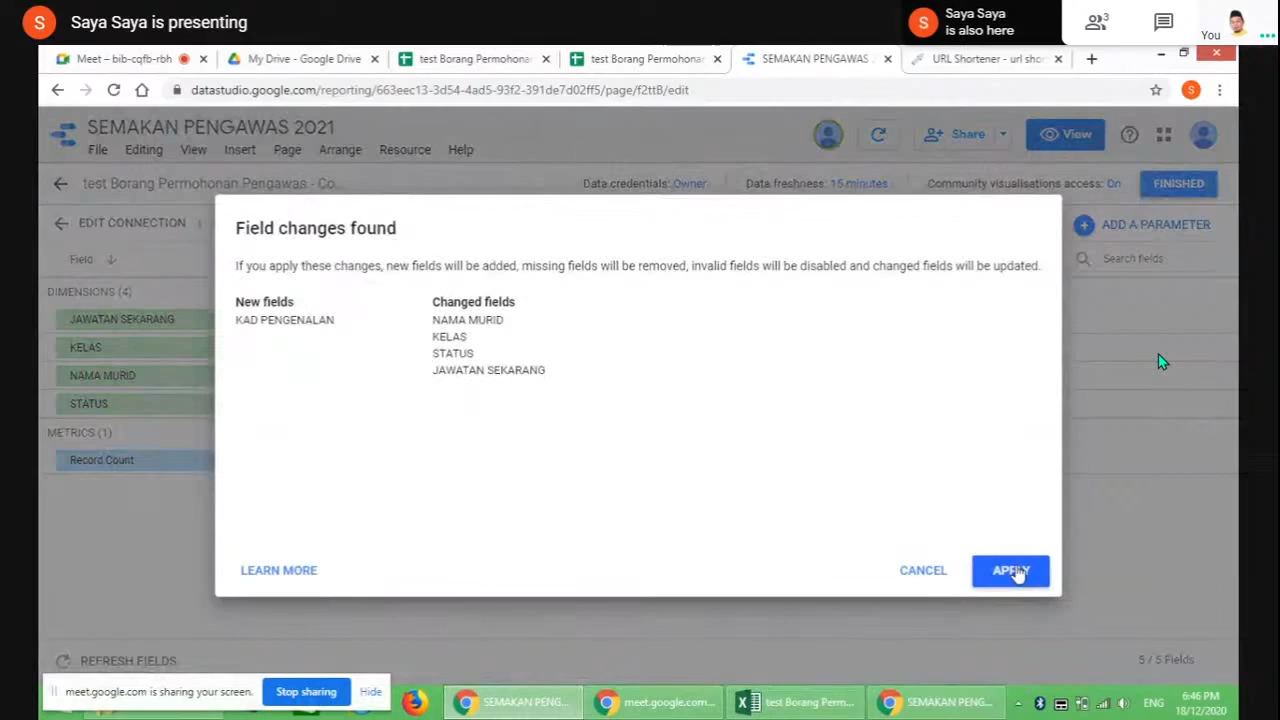 S Saya Saya is presenting
S Saya Saya is also here
3
You
Meet – bib-cqfb-rbh
My Drive - Google Drive
test Borang Permohonan
test Borang Permohonan
SEMAKAN PENGAWAS
URL Shortener - url shor
datastudio.google.com/reporting/663eec13-3d54-4ad5-93f2-391de7d02ff5/page/f2ttB/edit
S
SEMAKAN PENGAWAS 2021
File Editing View Insert Page Arrange Resource Help
Share
View
test Borang Permohonan Pengawas - Co...
Data credentials: Owner
Data freshness: 15 minutes
Community visualisations access: On
FINISHED
EDIT CONNECTION
ADD A PARAMETER
Field
Search fields
DIMENSIONS (4)
JAWATAN SEKARANG
KELAS
NAMA MURID
STATUS
METRICS (1)
Record Count
Field changes found
If you apply these changes, new fields will be added, missing fields will be removed, invalid fields will be disabled and changed fields will be updated.
New fields
KAD PENGENALAN
Changed fields
NAMA MURID
KELAS
STATUS
JAWATAN SEKARANG
LEARN MORE
CANCEL
APPLY
REFRESH FIELDS
5 / 5 Fields
meet.google.com is sharing your screen.
Stop sharing
Hide
SEMAKAN PENG...
meet.google.com...
test Borang Perm...
SEMAKAN PENG...
ENG
6:46 PM
18/12/2020